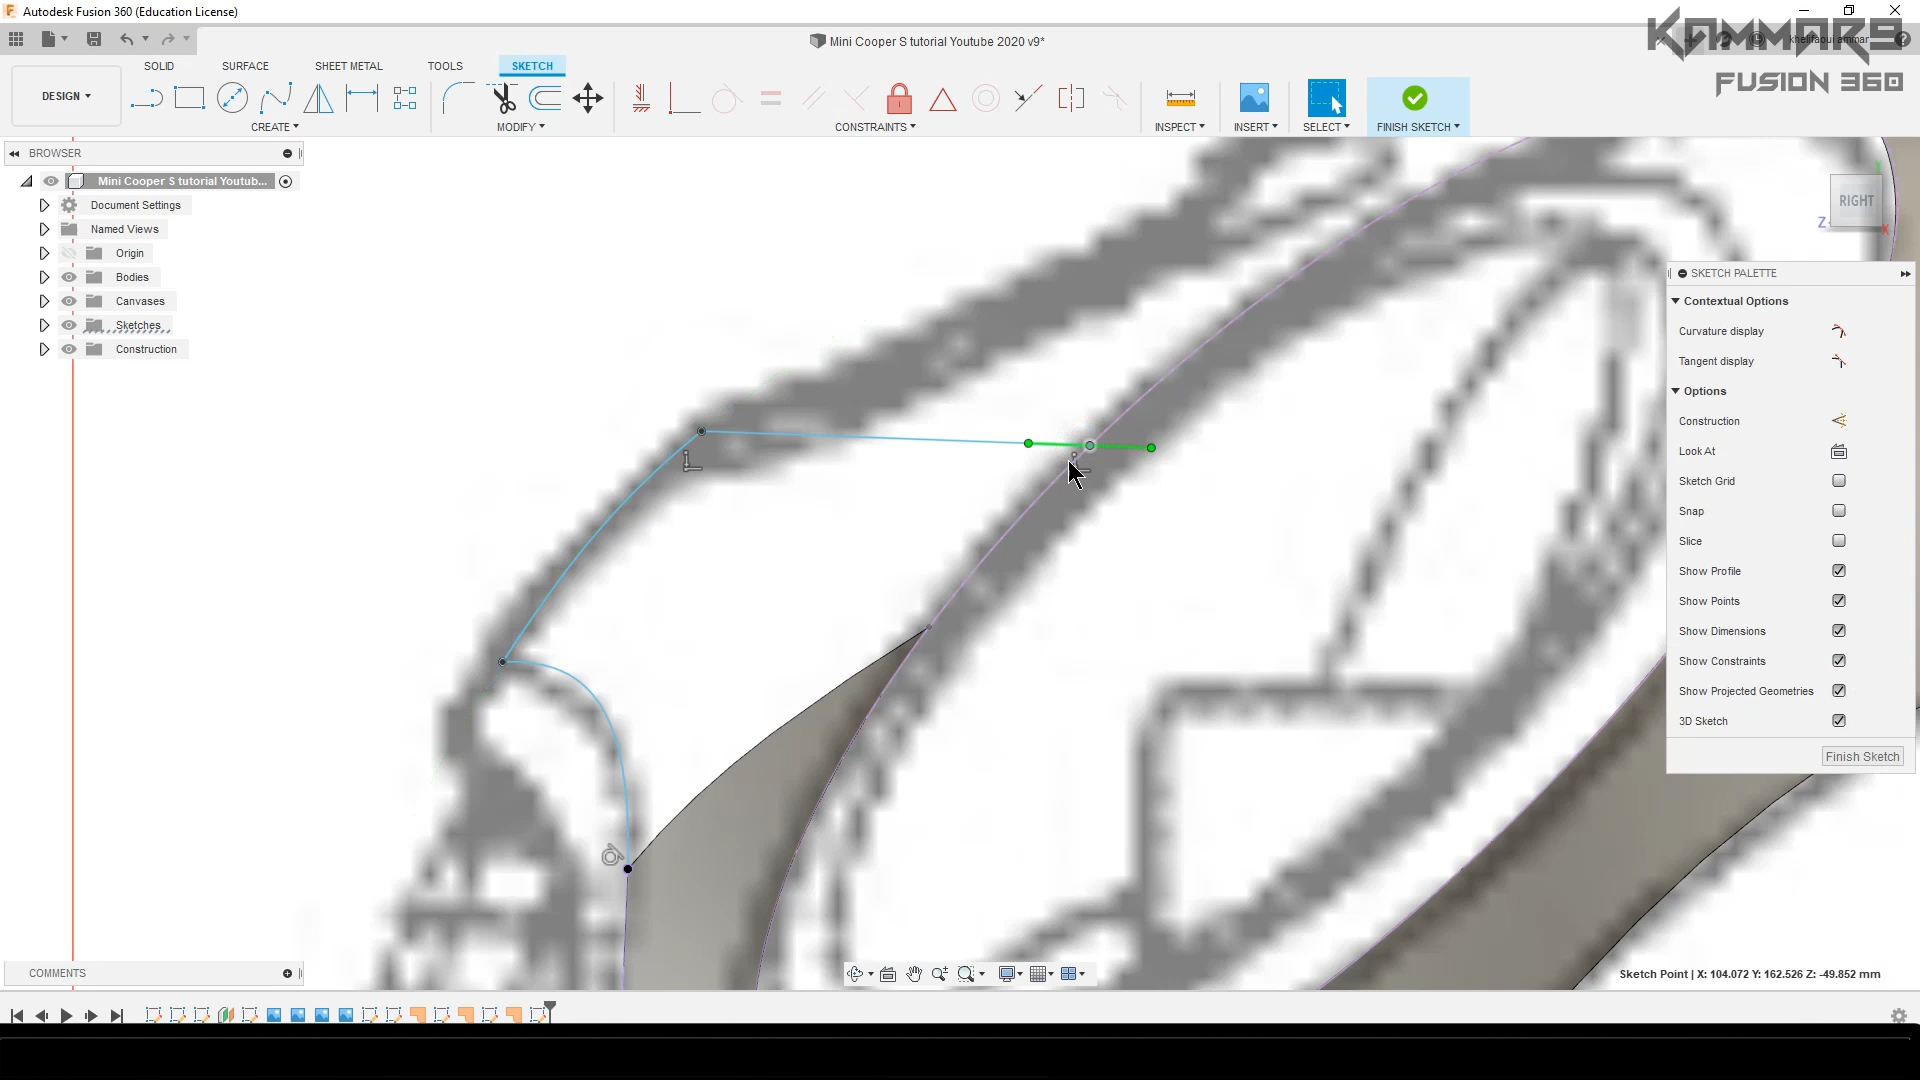 Autodesk Fusion 360 (Education License)
Mini Cooper S tutorial Youtube 2020 v9*
khelifaoui ammar
KAMMAR9
FUSION 360
SOLID
SURFACE
SHEET METAL
TOOLS
SKETCH
DESIGN
CREATE
MODIFY
CONSTRAINTS
INSPECT
INSERT
SELECT
FINISH SKETCH
BROWSER
Mini Cooper S tutorial Youtub...
Document Settings
Named Views
Origin
Bodies
Canvases
Sketches
Construction
RIGHT
Y
Z
X
SKETCH PALETTE
Contextual Options
Curvature display
Tangent display
Options
Construction
Look At
Sketch Grid
Snap
Slice
Show Profile
Show Points
Show Dimensions
Show Constraints
Show Projected Geometries
3D Sketch
Finish Sketch
COMMENTS
Sketch Point | X: 104.072 Y: 162.526 Z: -49.852 mm